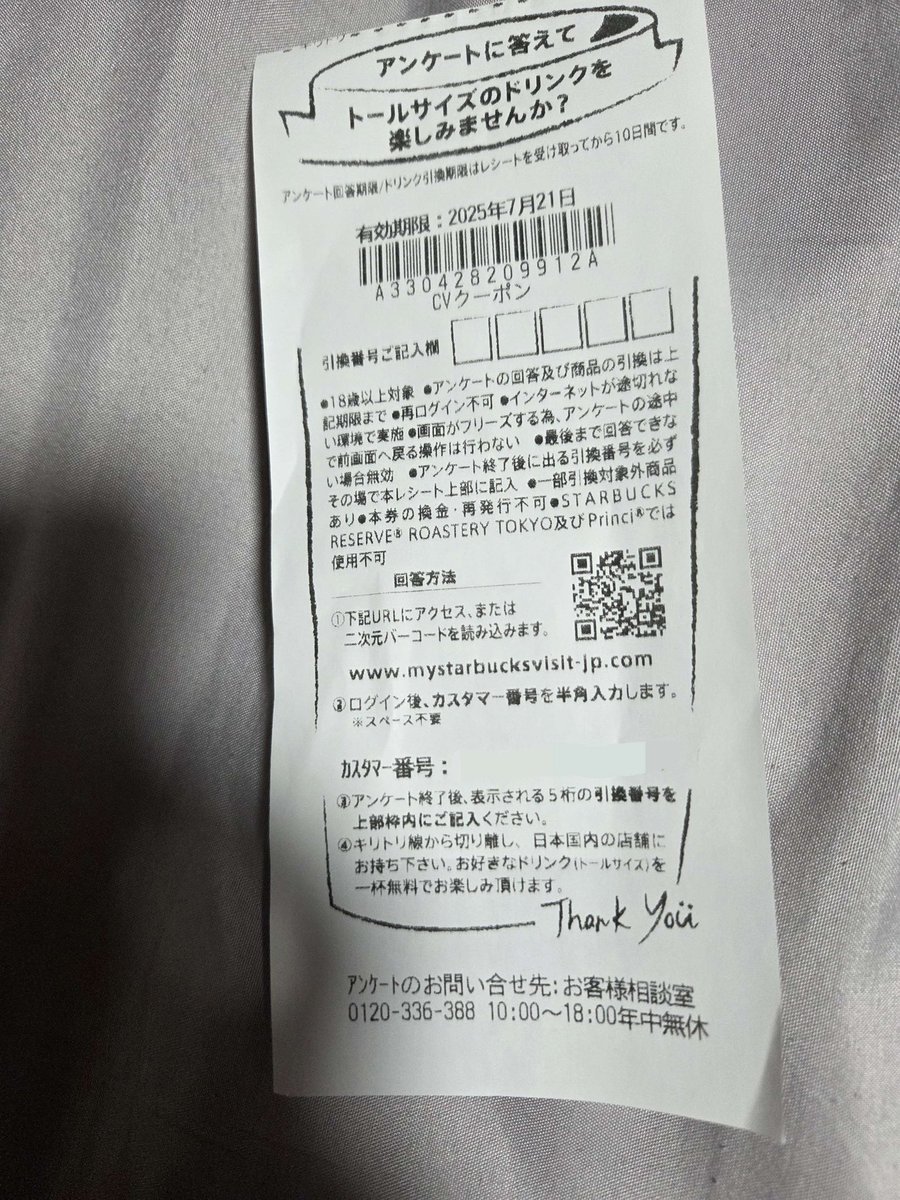 アンケートに答えて
トールサイズのドリンクを
楽しみませんか？
アンケート回答期限/ドリンク引換期限はレシートを受け取ってから10日間です。
有効期限：2025年7月21日
A330428209912A
CVクーポン
引換番号ご記入欄
●18歳以上対象 ●アンケートの回答及び商品の引換は上
記期限まで ●再ログイン不可 ●インターネットが途切れな
い環境で実施 ●画面がフリーズする為、アンケートの途中
で前画面へ戻る操作は行わない ●最後まで回答できな
い場合無効 ●アンケート終了後に出る引換番号を必ず
その場で本レシート上部に記入 ●一部引換対象外商品
あり●本券の換金・再発行不可●STARBUCKS
RESERVE® ROASTERY TOKYO及びPrinci®では
使用不可
回答方法
①下記URLにアクセス、または
二次元バーコードを読み込みます。
www.mystarbucksvisit-jp.com
②ログイン後、カスタマー番号を半角入力します。
※スペース不要
カスタマー番号：
③アンケート終了後、表示される5桁の引換番号を
上部枠内にご記入ください。
④キリトリ線から切り離し、日本国内の店舗に
お持ち下さい。お好きなドリンク(トールサイズ)を
一杯無料でお楽しみ頂けます。
Thank You
アンケートのお問い合せ先：お客様相談室
0120-336-388 10:00～18:00年中無休